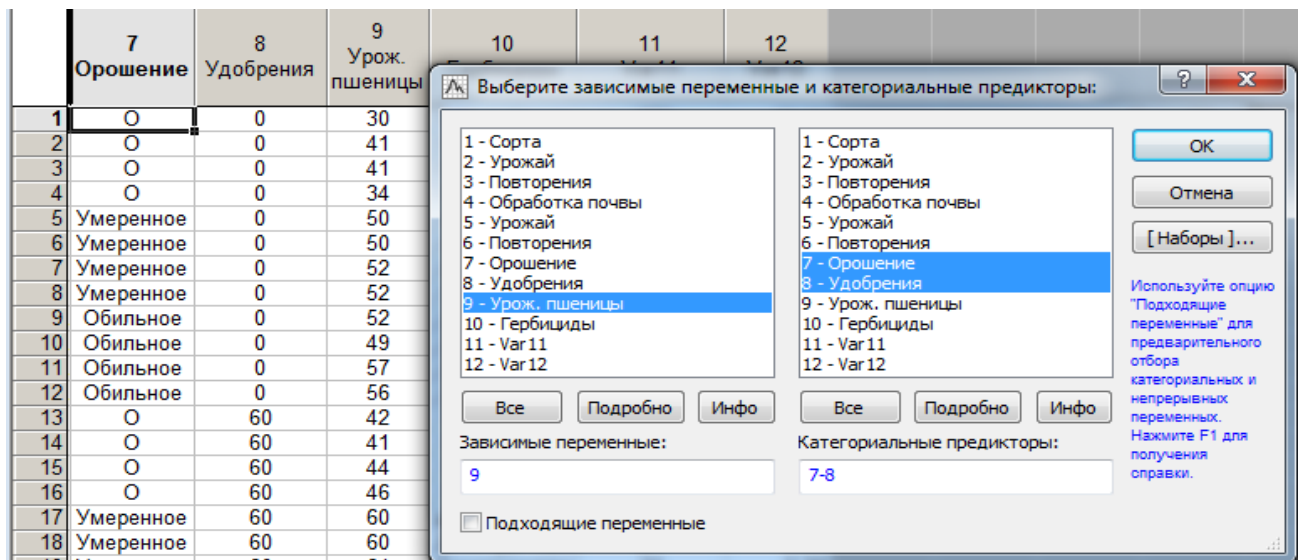 7 8 9 10 11 12
Орошение Удобрения Урож. пшеницы
1 О 0 30
2 О 0 41
3 О 0 41
4 О 0 34
5 Умеренное 0 50
6 Умеренное 0 50
7 Умеренное 0 52
8 Умеренное 0 52
9 Обильное 0 52
10 Обильное 0 49
11 Обильное 0 57
12 Обильное 0 56
13 О 60 42
14 О 60 41
15 О 60 44
16 О 60 46
17 Умеренное 60 60
18 Умеренное 60 60
Выберите зависимые переменные и категориальные предикторы:
1 - Сорта
2 - Урожай
3 - Повторения
4 - Обработка почвы
5 - Урожай
6 - Повторения
7 - Орошение
8 - Удобрения
9 - Урож. пшеницы
10 - Гербициды
11 - Var11
12 - Var12
Все Подробно Инфо
Зависимые переменные:
9
Подходящие переменные
1 - Сорта
2 - Урожай
3 - Повторения
4 - Обработка почвы
5 - Урожай
6 - Повторения
7 - Орошение
8 - Удобрения
9 - Урож. пшеницы
10 - Гербициды
11 - Var11
12 - Var12
Все Подробно Инфо
Категориальные предикторы:
7-8
ОК
Отмена
[ Наборы ]...
Используйте опцию
"Подходящие
переменные" для
предварительного
отбора
категориальных и
непрерывных
переменных.
Нажмите F1 для
получения
справки.